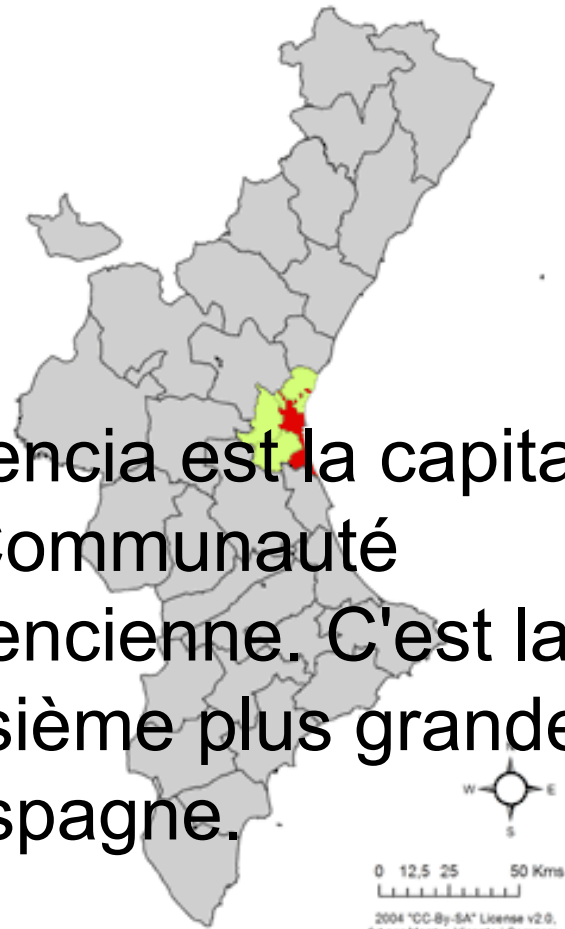 encia est la capita
Communauté
encienne. C'est la
sième plus grande
spagne.
N
W E
S
0 12,5 25 50 Kms
2004 "CC-By-SA" License v2.0,